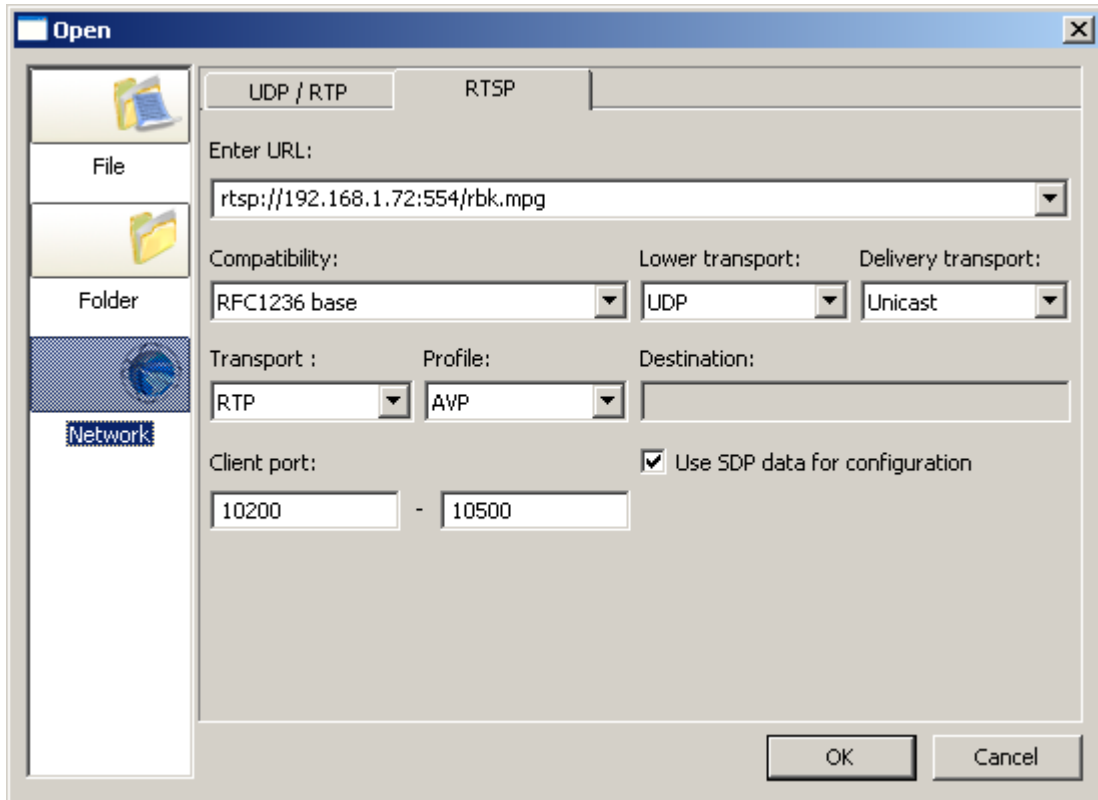 Open
File
Folder
Network
UDP / RTP
RTSP
Enter URL:
rtsp://192.168.1.72:554/rbk.mpg
Compatibility: Lower transport: Delivery transport:
RFC1236 base UDP Unicast
Transport : Profile: Destination:
RTP AVP
Client port: Use SDP data for configuration
10200 - 10500
OK Cancel